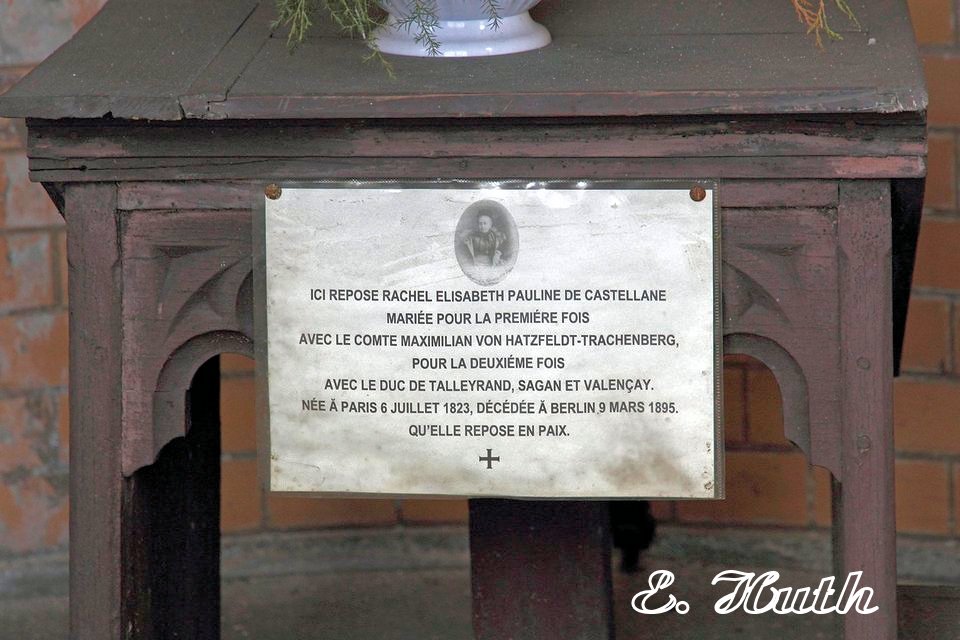 ICI REPOSE RACHEL ELISABETH PAULINE DE CASTELLANE
MARIÉE POUR LA PREMIÉRE FOIS
AVEC LE COMTE MAXIMILIAN VON HATZFELDT-TRACHENBERG,
POUR LA DEUXIÉME FOIS
AVEC LE DUC DE TALLEYRAND, SAGAN ET VALENÇAY.
NÉE À PARIS 6 JUILLET 1823, DÉCÉDÉE À BERLIN 9 MARS 1895.
QU'ELLE REPOSE EN PAIX.
E. Huth